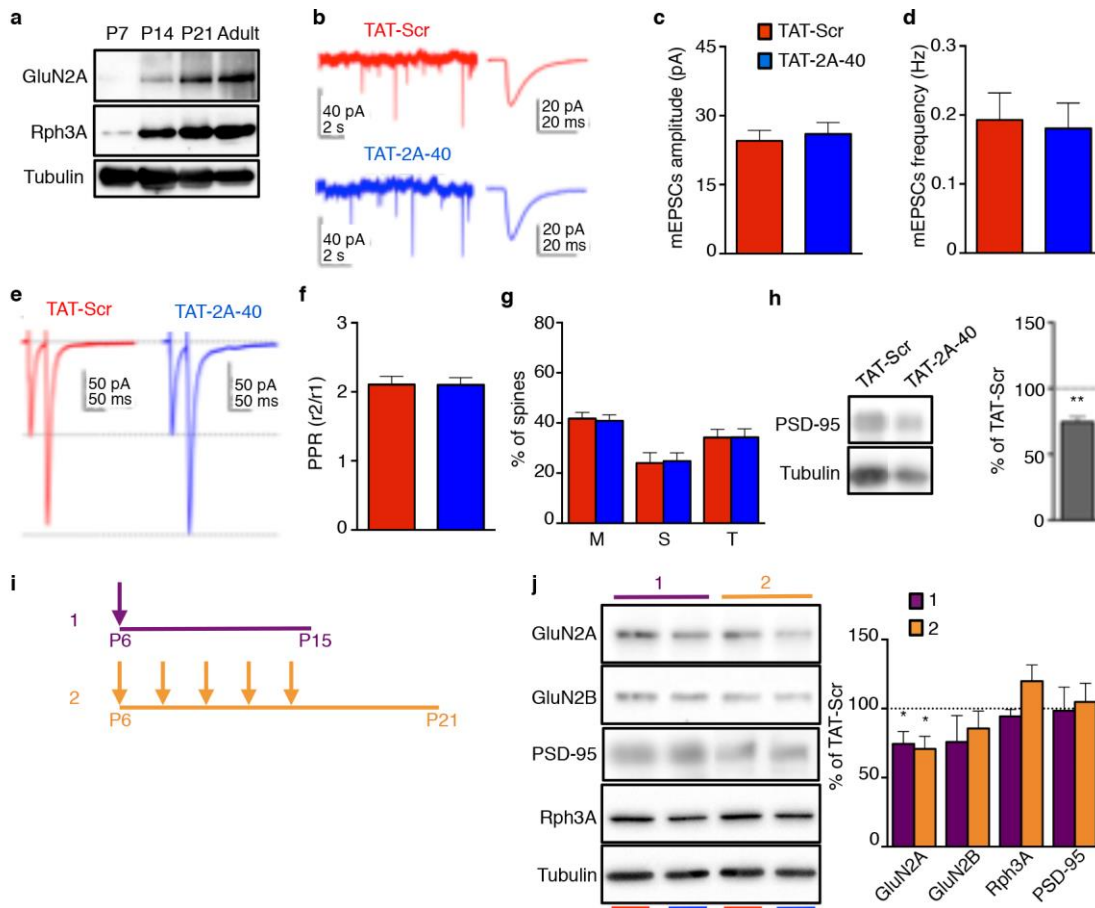 a
P7 P14 P21 Adult
GluN2A
Rph3A
Tubulin
b
TAT-Scr
40 pA
2 s
20 pA
20 ms
TAT-2A-40
40 pA
2 s
20 pA
20 ms
c
mEPSCs amplitude (pA)
45
30
15
0
TAT-Scr
TAT-2A-40
d
mEPSCs frequency (Hz)
0.3
0.2
0.1
0
e
TAT-Scr
TAT-2A-40
50 pA
50 ms
50 pA
50 ms
f
PPR (r2/r1)
3
2
1
0
g
% of spines
80
60
40
20
0
M S T
h
TAT-Scr
TAT-2A-40
PSD-95
Tubulin
% of TAT-Scr
150
100
50
0
**
i
1
P6 P15
2
P6 P21
j
1 2
GluN2A
GluN2B
PSD-95
Rph3A
Tubulin
1
2
% of TAT-Scr
150
100
50
0
* *
GluN2A
GluN2B
Rph3A
PSD-95